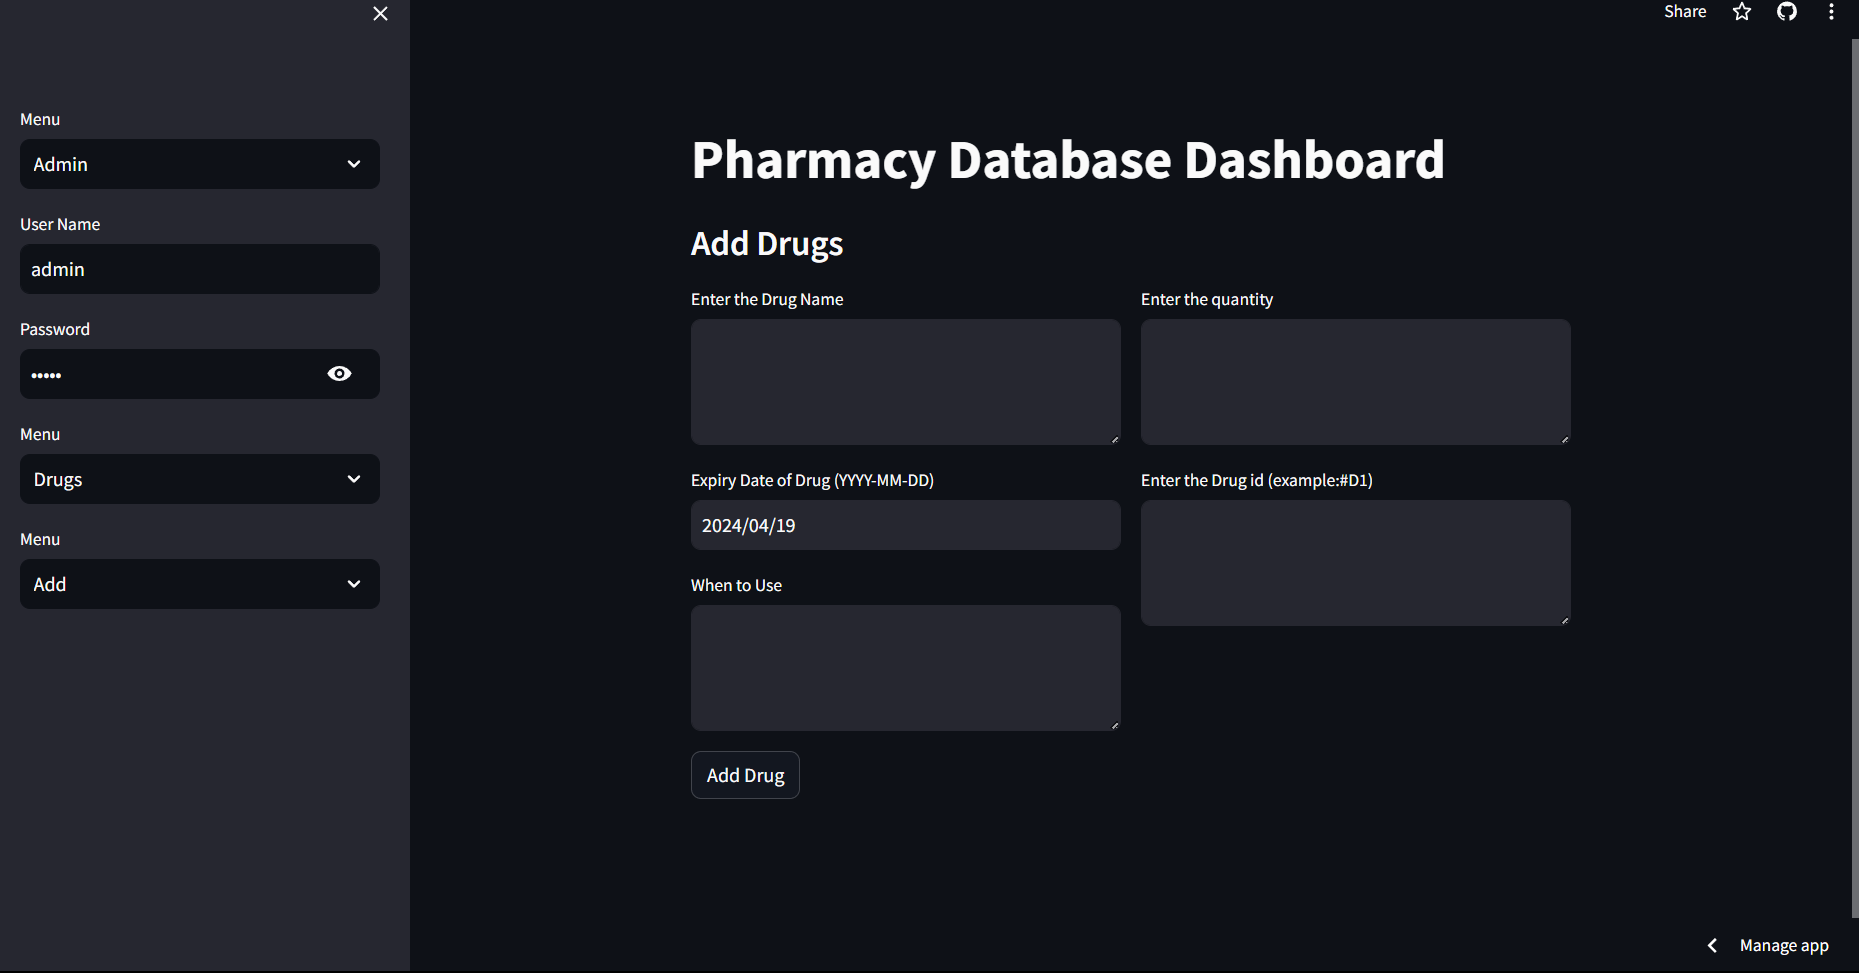 Share
Menu
Admin
User Name
admin
Password
•••••
Menu
Drugs
Menu
Add
Pharmacy Database Dashboard
Add Drugs
Enter the Drug Name
Enter the quantity
Expiry Date of Drug (YYYY-MM-DD)
2024/04/19
Enter the Drug id (example:#D1)
When to Use
Add Drug
Manage app